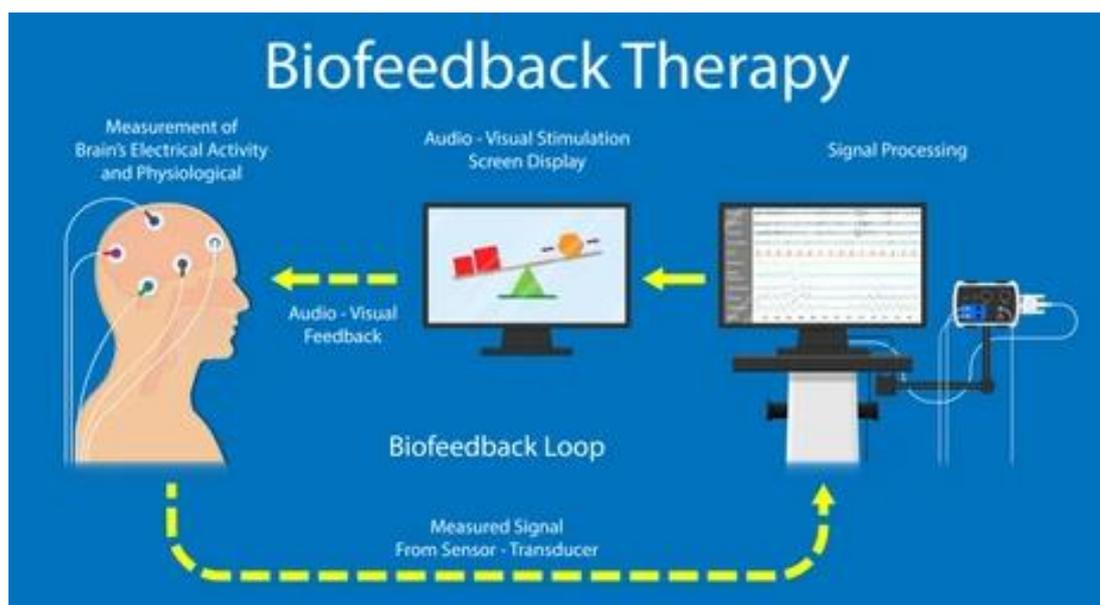 Biofeedback Therapy
Measurement of
Brain's Electrical Activity
and Physiological
Audio - Visual Stimulation
Screen Display
Signal Processing
Audio - Visual
Feedback
Biofeedback Loop
Measured Signal
From Sensor - Transducer